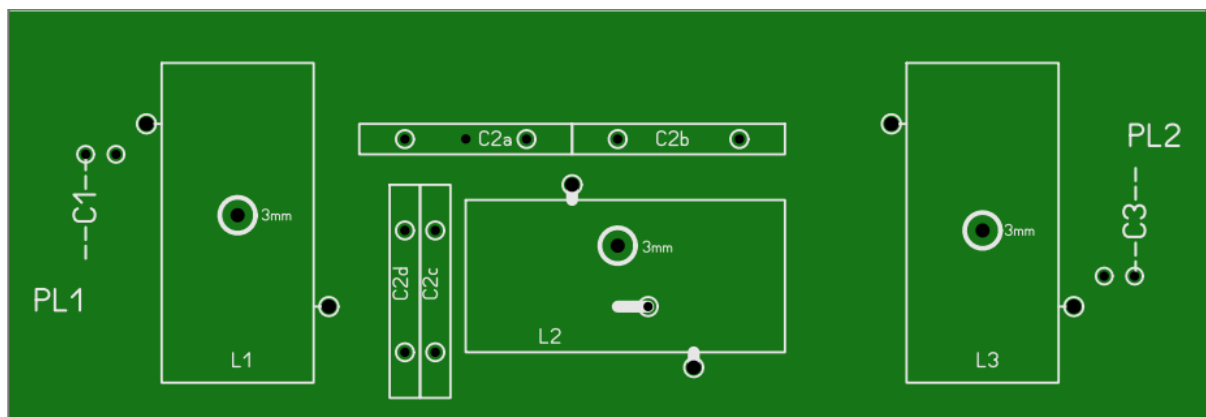 PL1
--C1--
L1
3mm
C2a
C2b
C2d
C2c
L2
3mm
L3
3mm
PL2
--C3--